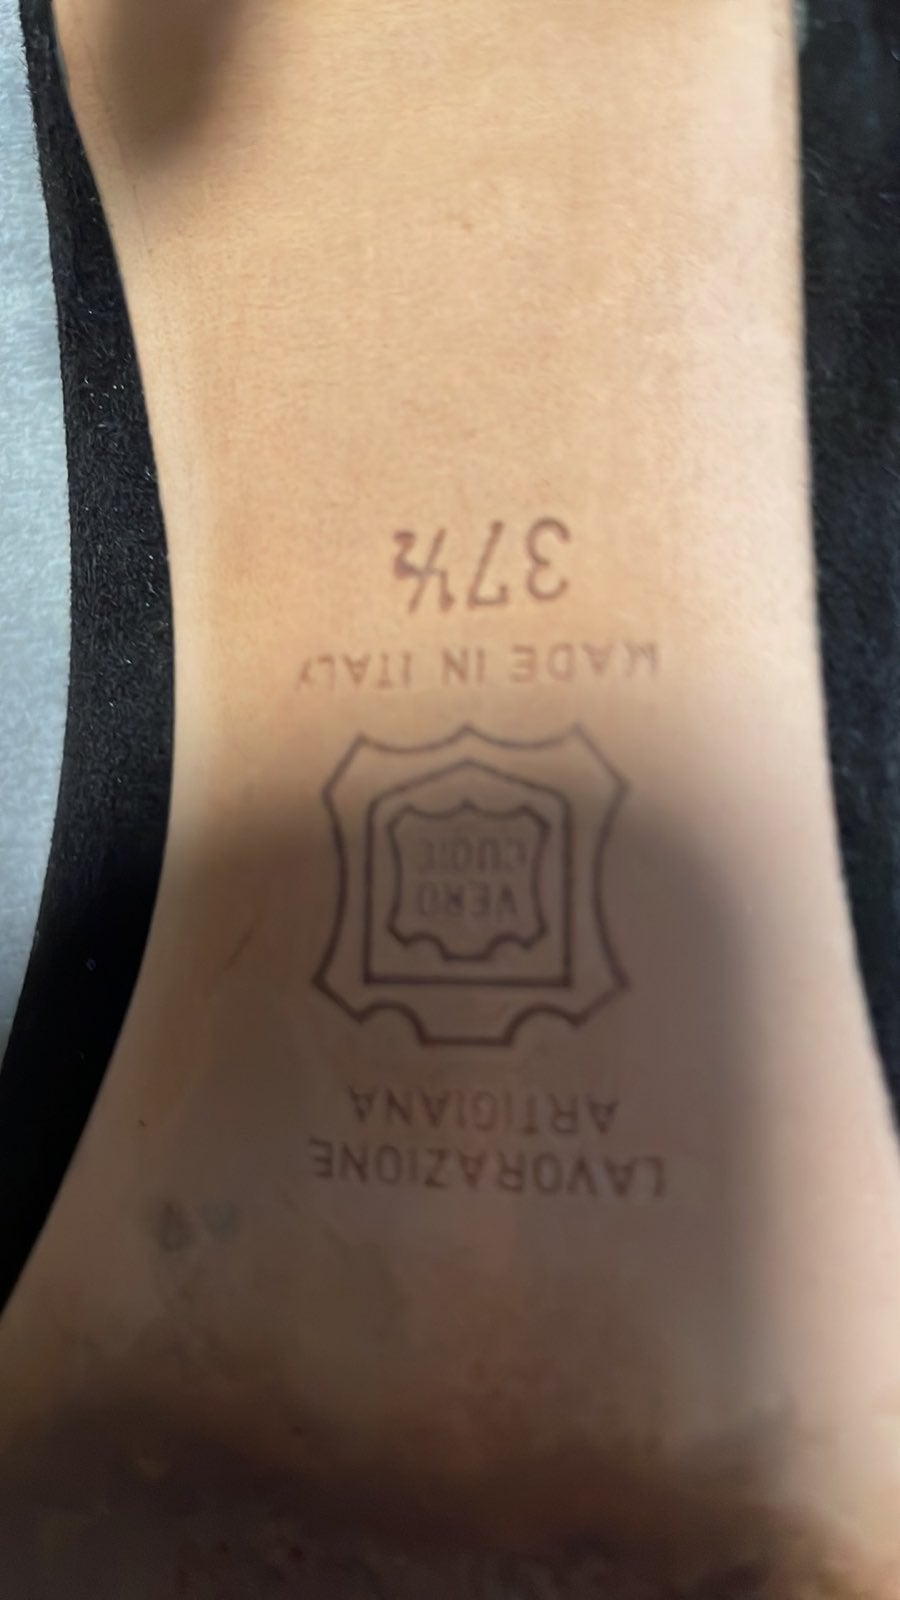 LAVORAZIONE
ARTIGIANA
VERO
CUOIO
MADE IN ITALY
37½